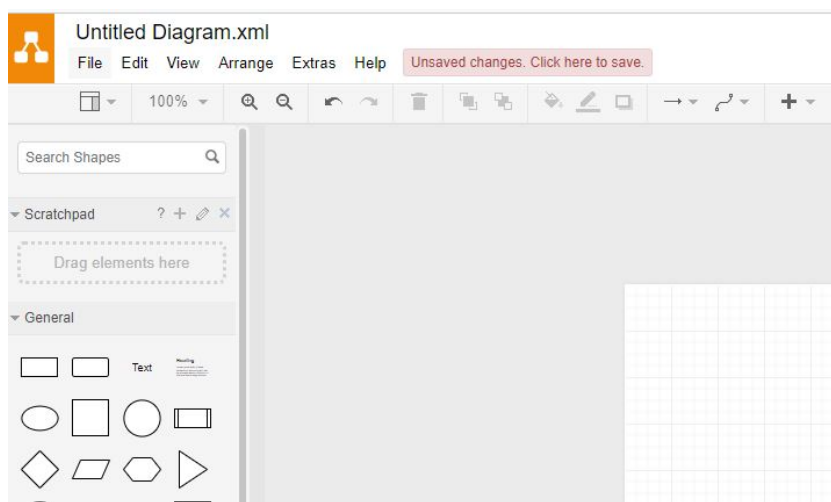 Untitled Diagram.xml
File Edit View Arrange Extras Help Unsaved changes. Click here to save.
100%
Search Shapes
Scratchpad ?
Drag elements here
General
Text
Heading